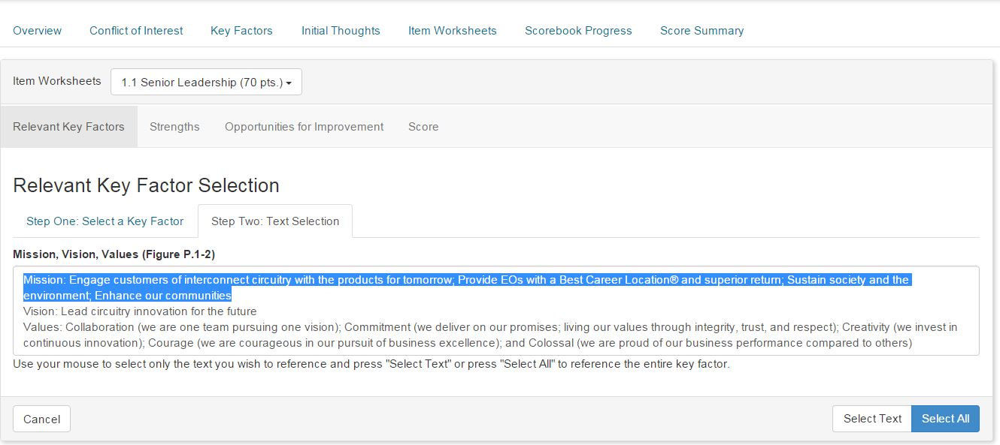 Overview Conflict of Interest Key Factors Initial Thoughts Item Worksheets Scorebook Progress Score Summary
Item Worksheets 1.1 Senior Leadership (70 pts.)
Relevant Key Factors Strengths Opportunities for Improvement Score
Relevant Key Factor Selection
Step One: Select a Key Factor Step Two: Text Selection
Mission, Vision, Values (Figure P.1-2)
Mission: Engage customers of interconnect circuitry with the products for tomorrow; Provide EOs with a Best Career Location® and superior return; Sustain society and the
environment; Enhance our communities
Vision: Lead circuitry innovation for the future
Values: Collaboration (we are one team pursuing one vision); Commitment (we deliver on our promises; living our values through integrity, trust, and respect); Creativity (we invest in
continuous innovation); Courage (we are courageous in our pursuit of business excellence); and Colossal (we are proud of our business performance compared to others)
Use your mouse to select only the text you wish to reference and press "Select Text" or press "Select All" to reference the entire key factor.
Cancel Select Text Select All